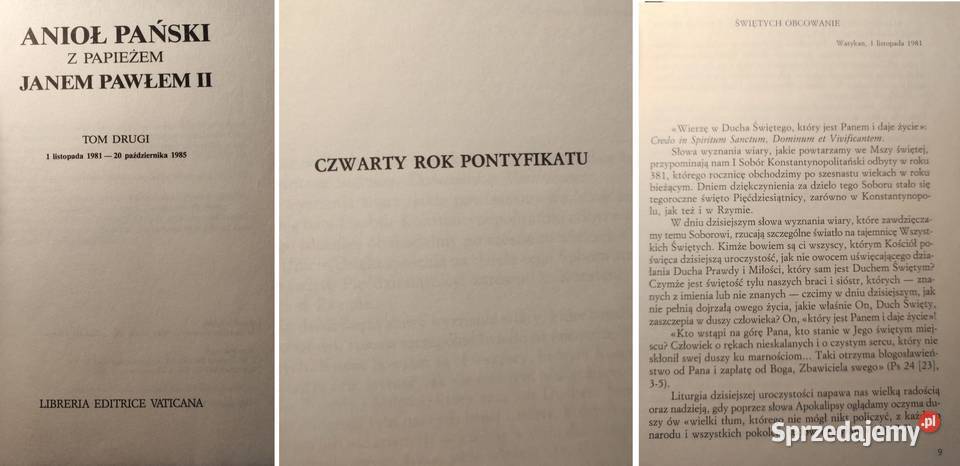 ANIOŁ PAŃSKI
Z PAPIEŻEM
JANEM PAWŁEM II
TOM DRUGI
1 listopada 1981 — 20 października 1985
LIBRERIA EDITRICE VATICANA
CZWARTY ROK PONTYFIKATU
ŚWIĘTYCH OBCOWANIE
Watykan, 1 listopada 1981
«Wierzę w Ducha Świętego, który jest Panem i daje życie»:
Credo in Spiritum Sanctum, Dominum et Vivificantem.
Słowa wyznania wiary, jakie powtarzamy we Mszy świętej,
przypominają nam I Sobór Konstantynopolitański odbyty w roku
381, którego rocznicę obchodzimy po szesnastu wiekach w roku
bieżącym. Dniem dziękczynienia za dzieło tego Soboru stało się
tegoroczne święto Pięćdziesiątnicy, zarówno w Konstantynopo-
lu, jak też i w Rzymie.
W dniu dzisiejszym słowa wyznania wiary, które zawdzięcza-
my temu Soborowi, rzucają szczególne światło na tajemnicę Wszyst-
kich Świętych. Kimże bowiem są ci wszyscy, którym Kościół po-
święca dzisiejszą uroczystość, jak nie owocem uświęcającego dzia-
łania Ducha Prawdy i Miłości, który sam jest Duchem Świętym?
Czymże jest świętość tylu naszych braci i sióstr, których — zna-
nych z imienia lub nie znanych — czcimy w dniu dzisiejszym, jak
nie pełnią dojrzałą owego życia, jakie właśnie On, Duch Święty,
zaszczepia w duszy człowieka? On, «który jest Panem i daje życie»!
«Kto wstąpi na górę Pana, kto stanie w Jego świętym miej-
scu? Człowiek o rękach nieskalanych i o czystym sercu, który nie
skłonił swej duszy ku marnościom... Taki otrzyma błogosławień-
stwo od Pana i zapłatę od Boga, Zbawiciela swego» (Ps 24 [23],
3-5).
Liturgia dzisiejszej uroczystości napawa nas wielką radością
oraz nadzieją, gdy poprzez słowa Apokalipsy oglądamy oczyma du-
szy ów «wielki tłum, którego nie mógł nikt policzyć, z każdego
narodu i wszystkich
9
Sprzedajemy.pl